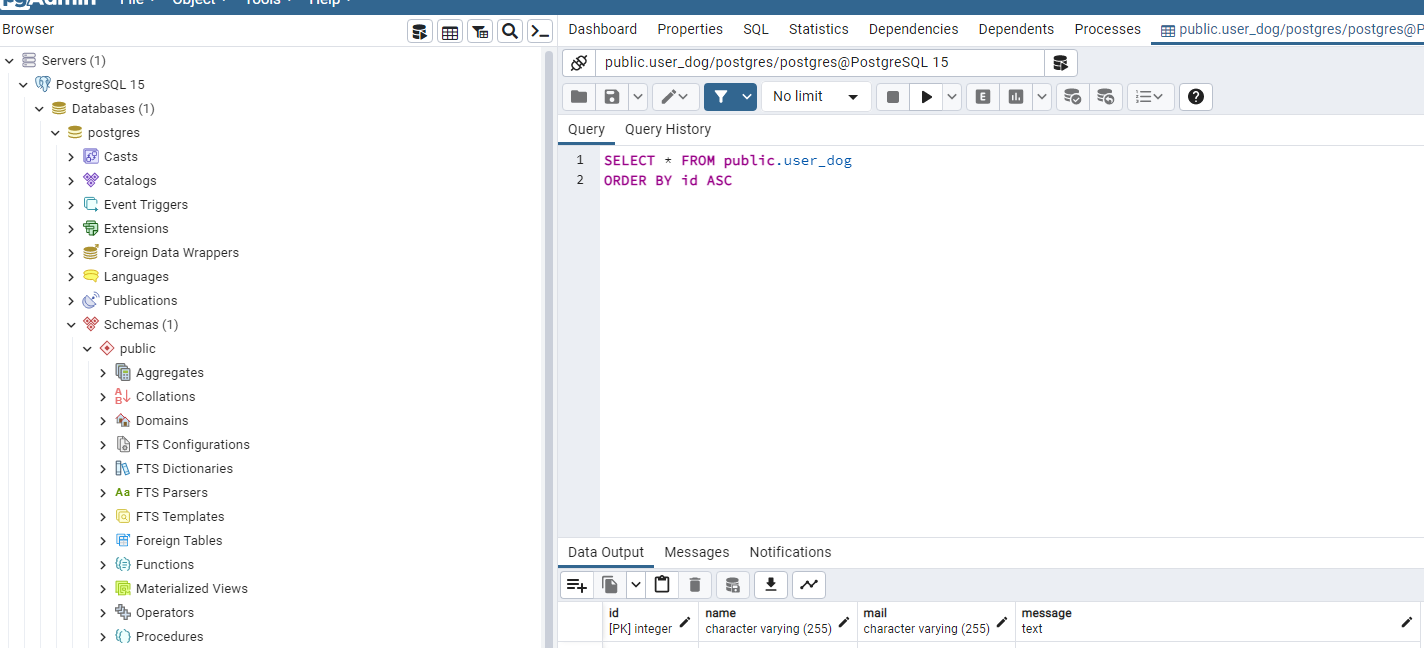 pgAdmin File Object Tools Help
Browser
Dashboard Properties SQL Statistics Dependencies Dependents Processes public.user_dog/postgres/postgres@P
Servers (1)
PostgreSQL 15
Databases (1)
postgres
Casts
Catalogs
Event Triggers
Extensions
Foreign Data Wrappers
Languages
Publications
Schemas (1)
public
Aggregates
Collations
Domains
FTS Configurations
FTS Dictionaries
Aa FTS Parsers
FTS Templates
Foreign Tables
Functions
Materialized Views
Operators
Procedures
public.user_dog/postgres/postgres@PostgreSQL 15
No limit
E
Query Query History
1 SELECT * FROM public.user_dog
2 ORDER BY id ASC
Data Output Messages Notifications
id name mail message
[PK] integer character varying (255) character varying (255) text